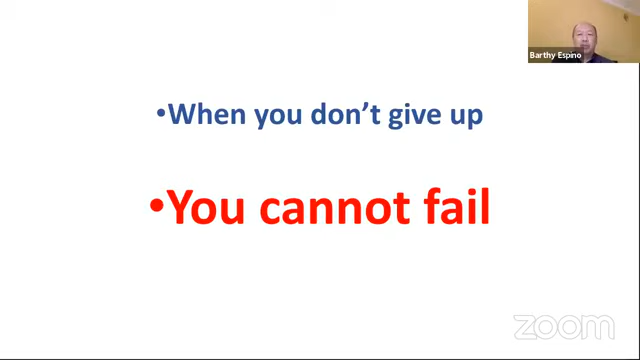 Barthy Espino
•When you don't give up
•You cannot fail
zoom